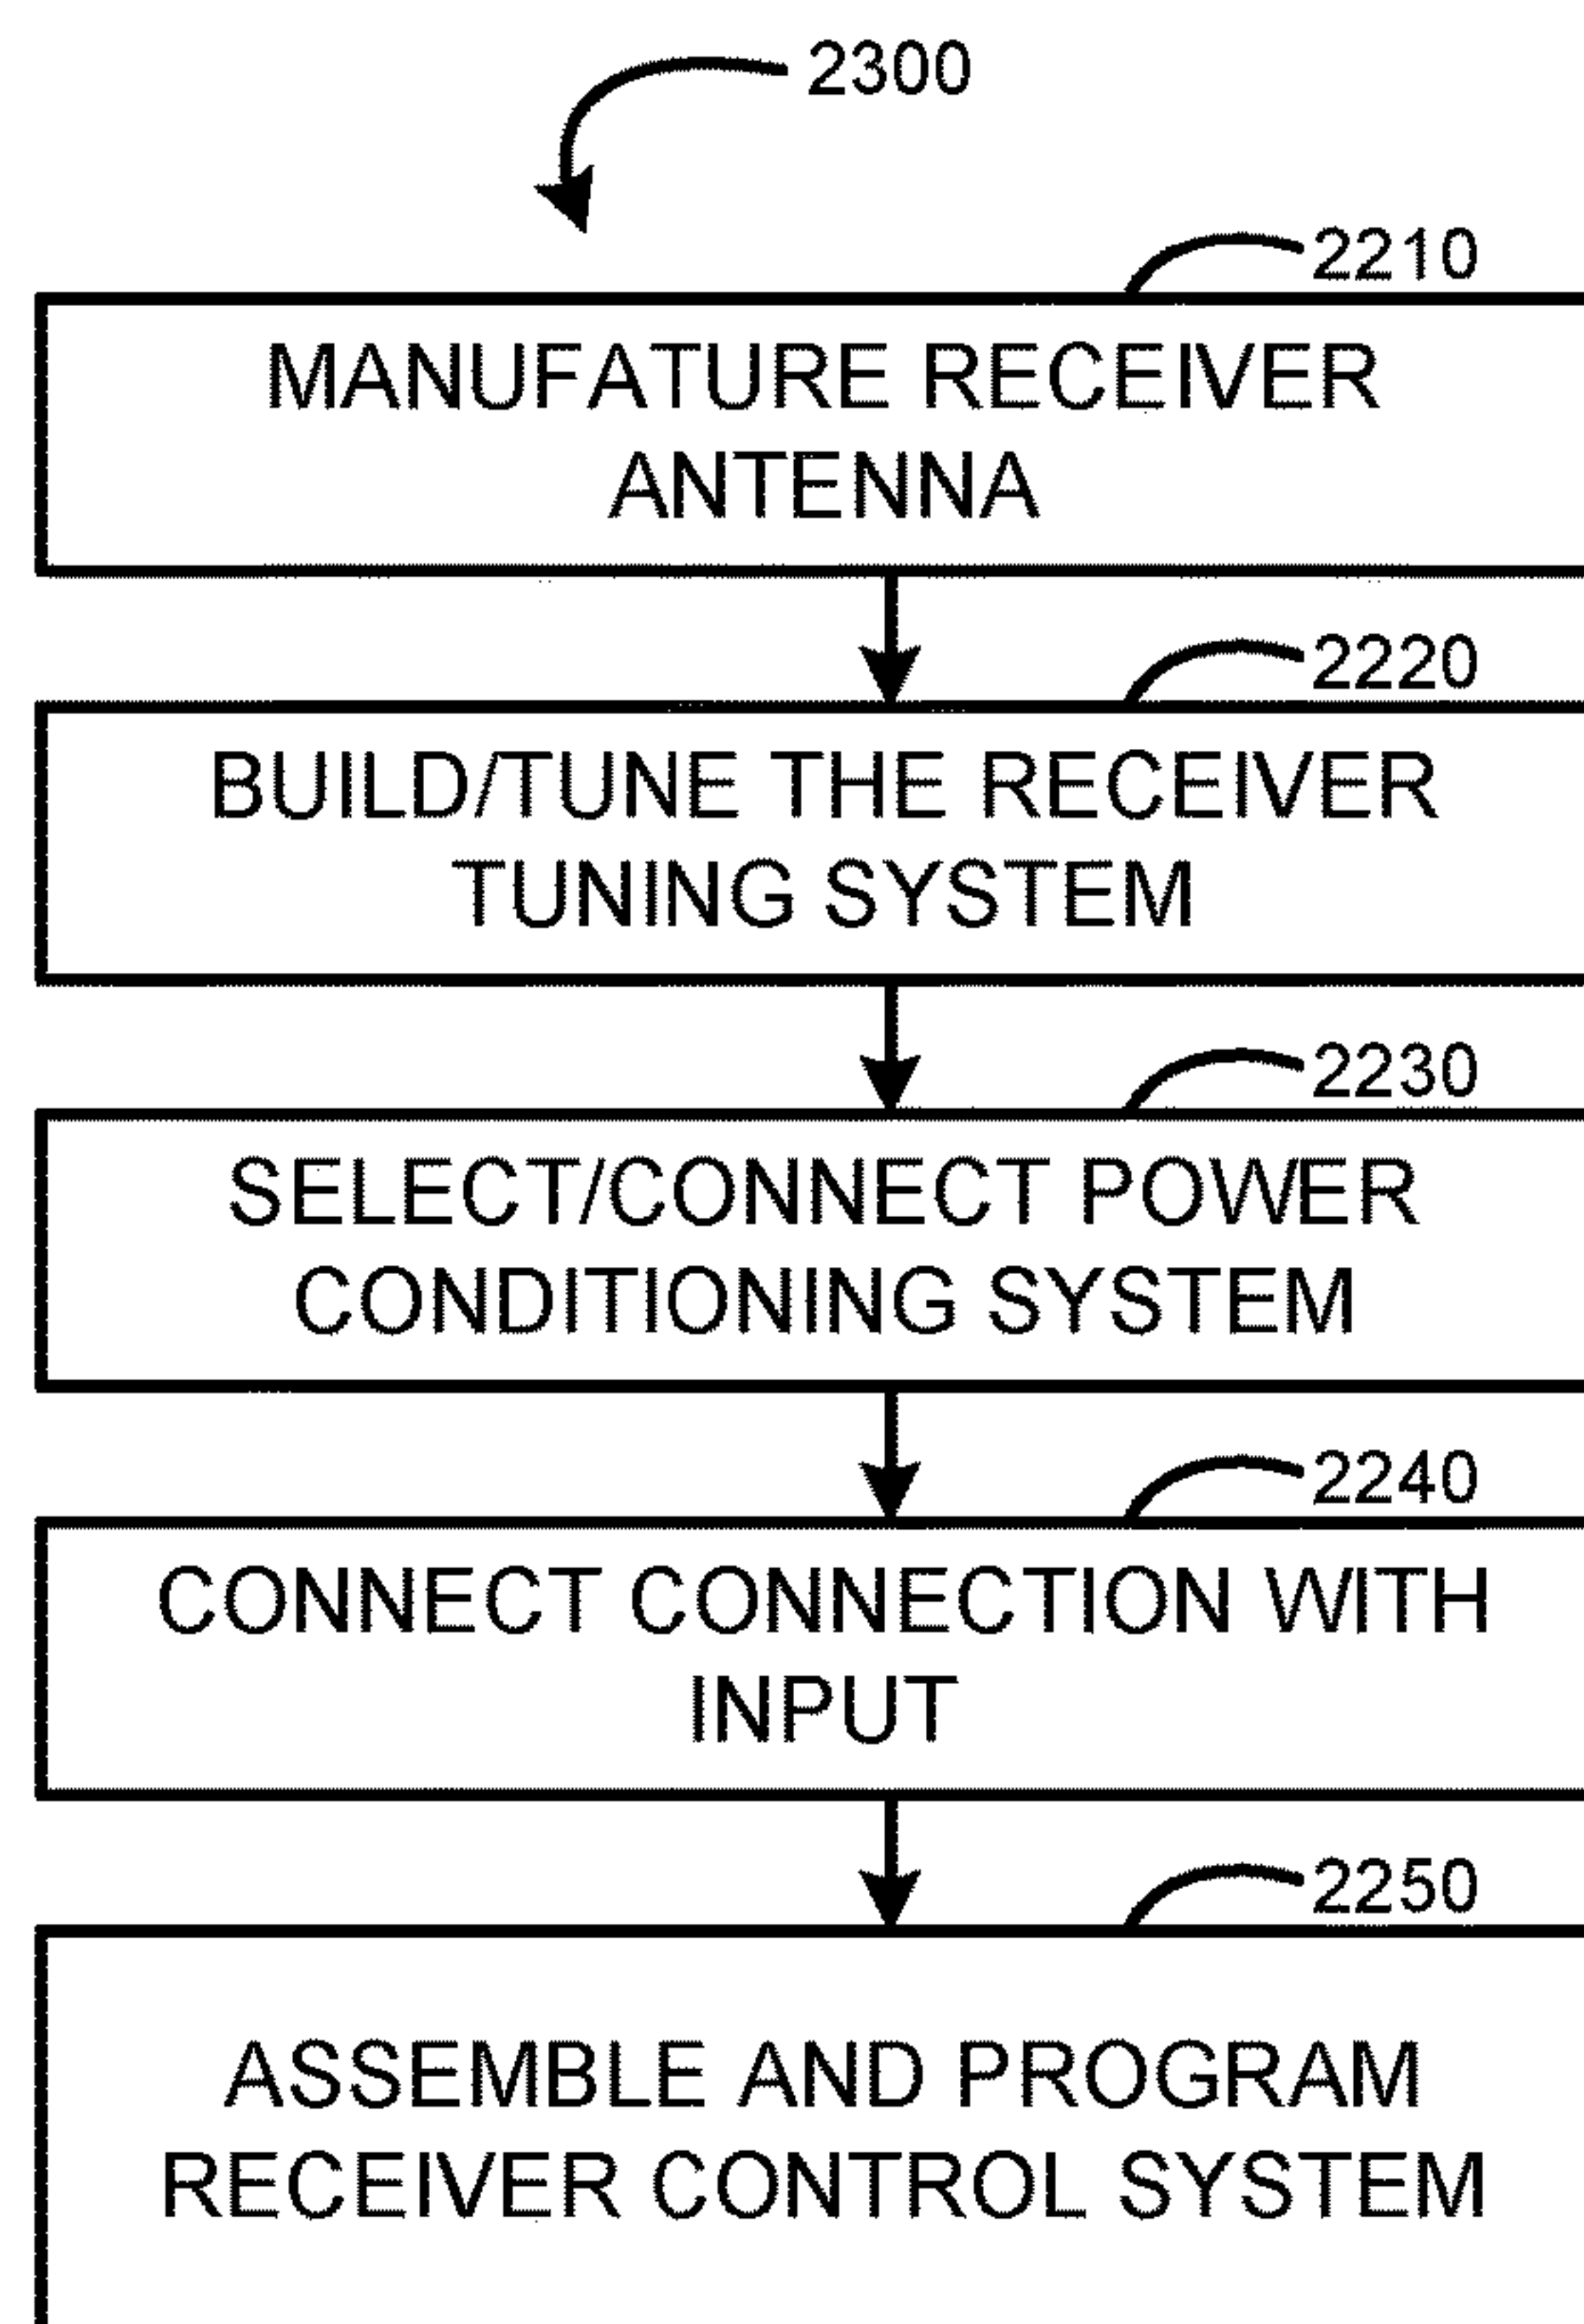 2300
2210
MANUFATURE RECEIVER
ANTENNA
2220
BUILD/TUNE THE RECEIVER
TUNING SYSTEM
2230
SELECT/CONNECT POWER
CONDITIONING SYSTEM
2240
CONNECT CONNECTION WITH
INPUT
2250
ASSEMBLE AND PROGRAM
RECEIVER CONTROL SYSTEM